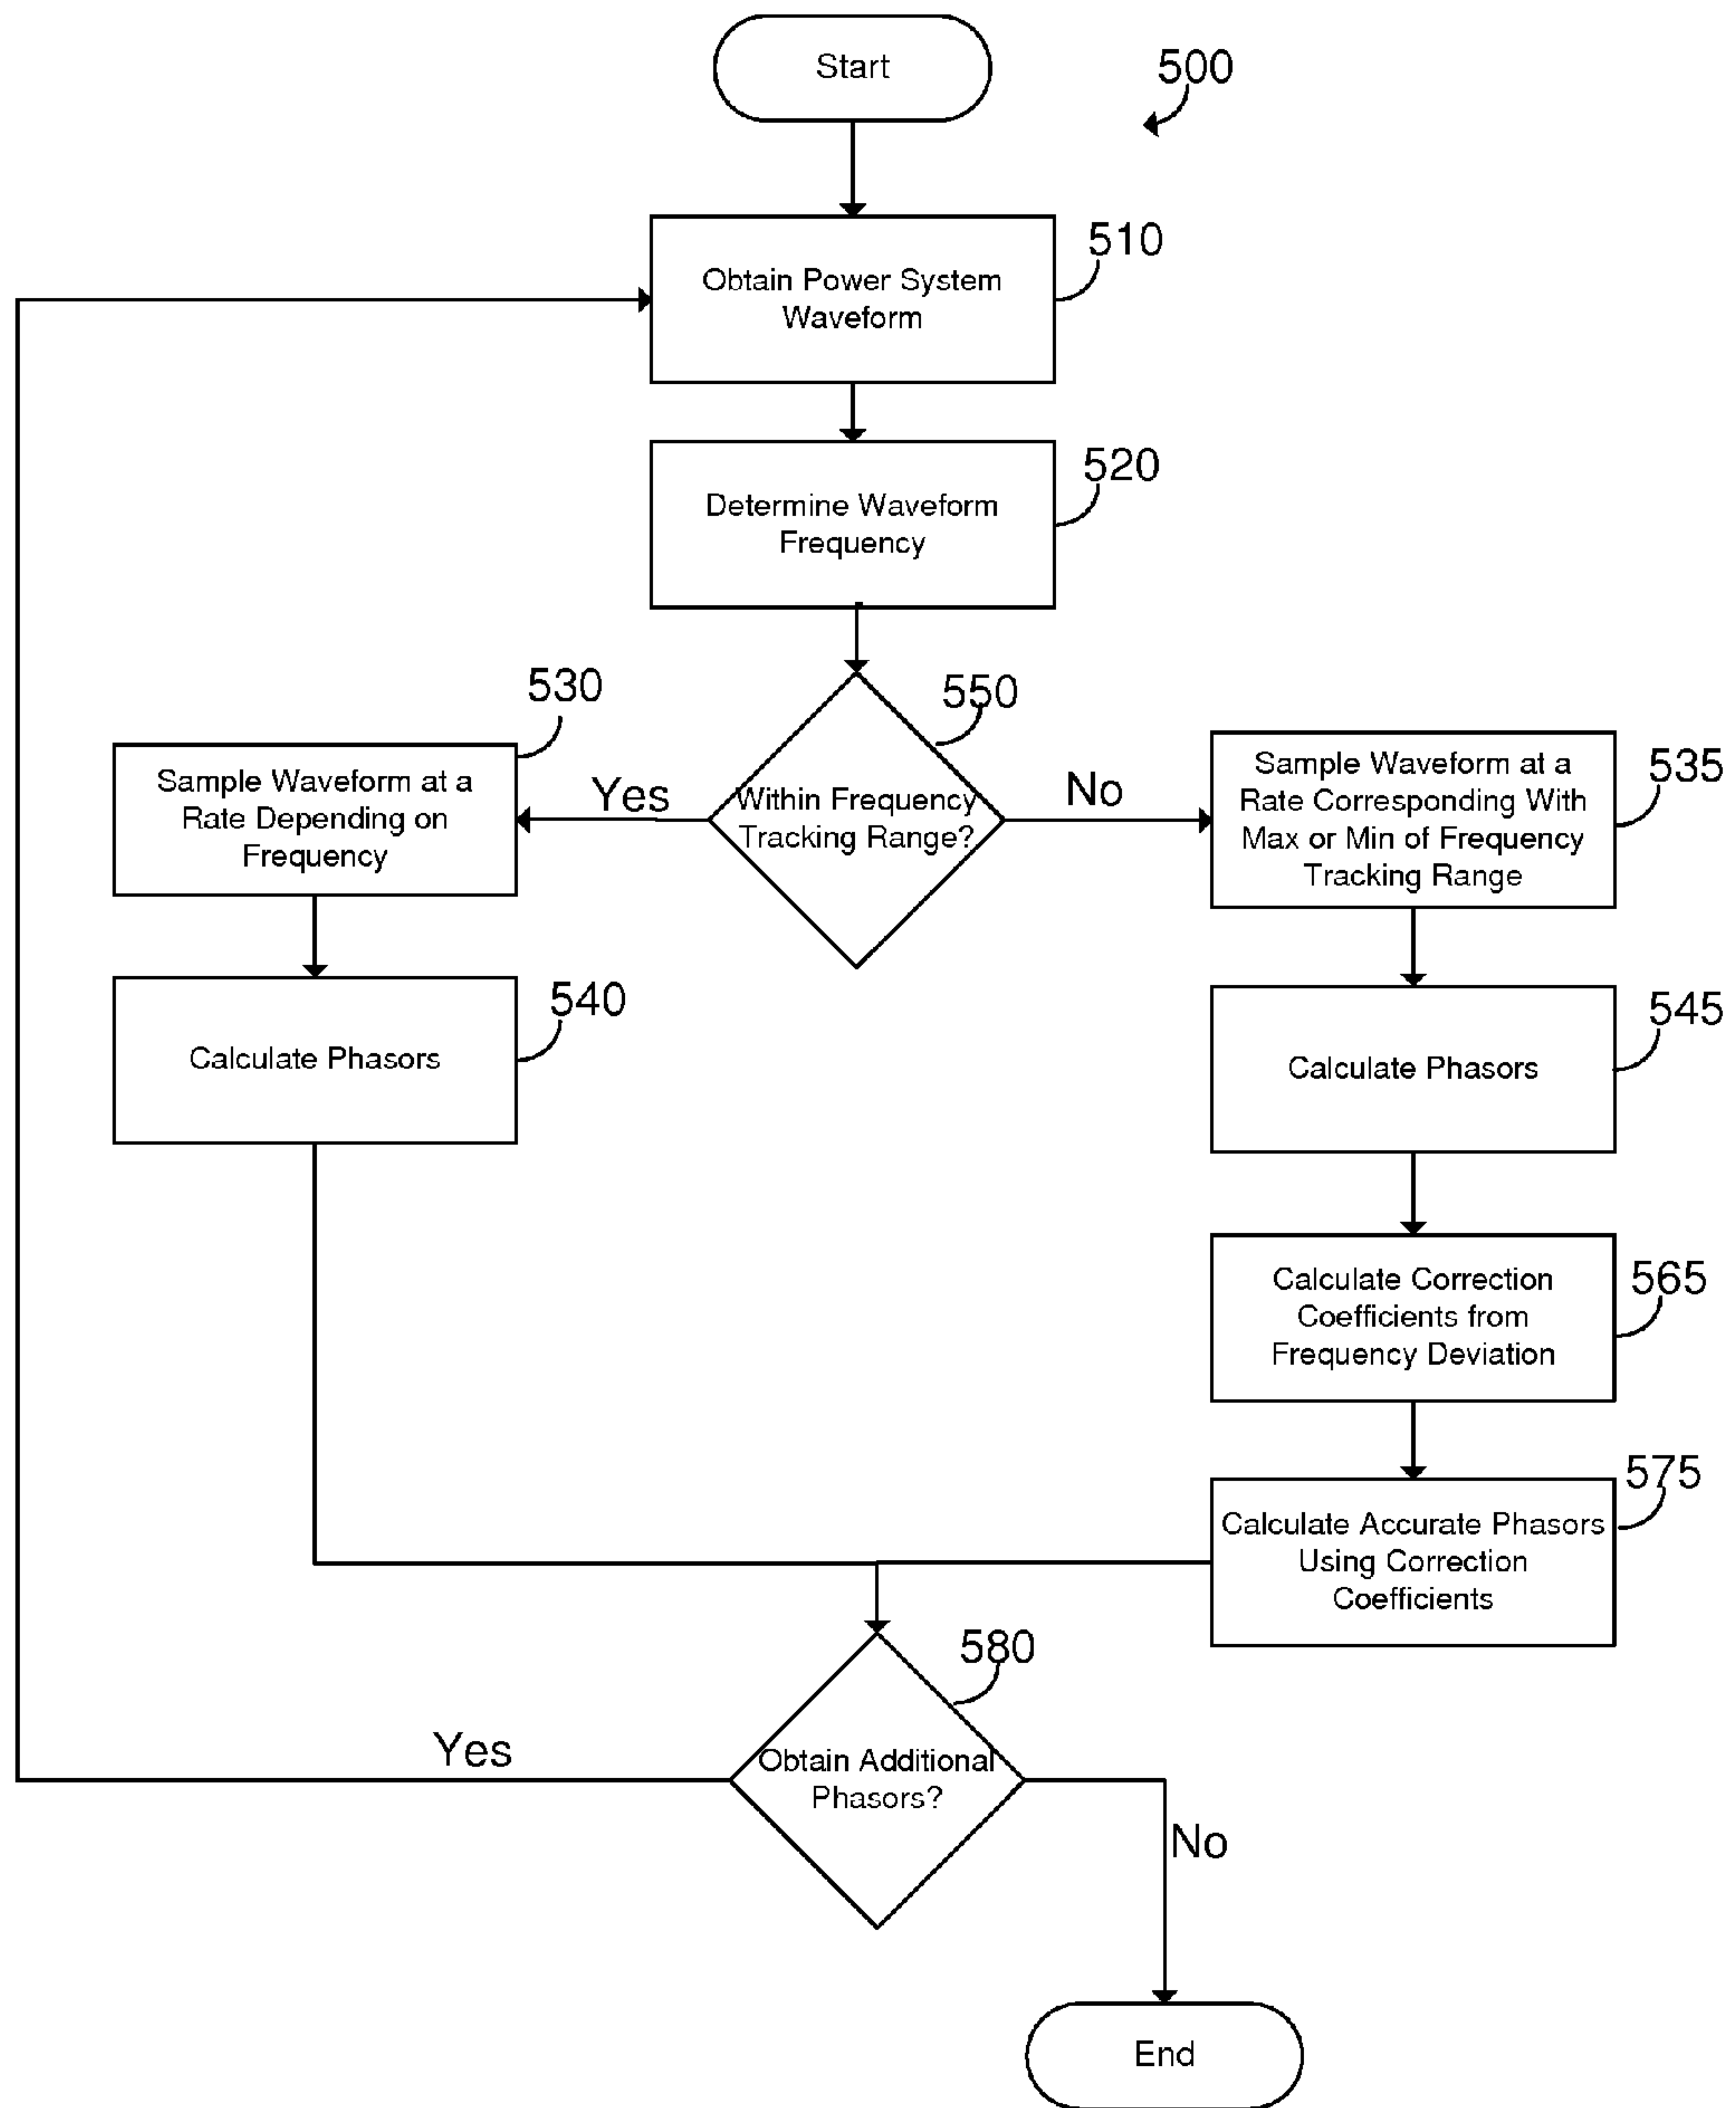 Start
500
Obtain Power System
Waveform
510
Determine Waveform
Frequency
520
Within Frequency
Tracking Range?
550
Yes
No
Sample Waveform at a
Rate Depending on
Frequency
530
Sample Waveform at a
Rate Corresponding With
Max or Min of Frequency
Tracking Range
535
Calculate Phasors
540
Calculate Phasors
545
Calculate Correction
Coefficients from
Frequency Deviation
565
Calculate Accurate Phasors
Using Correction
Coefficients
575
Obtain Additional
Phasors?
580
Yes
No
End